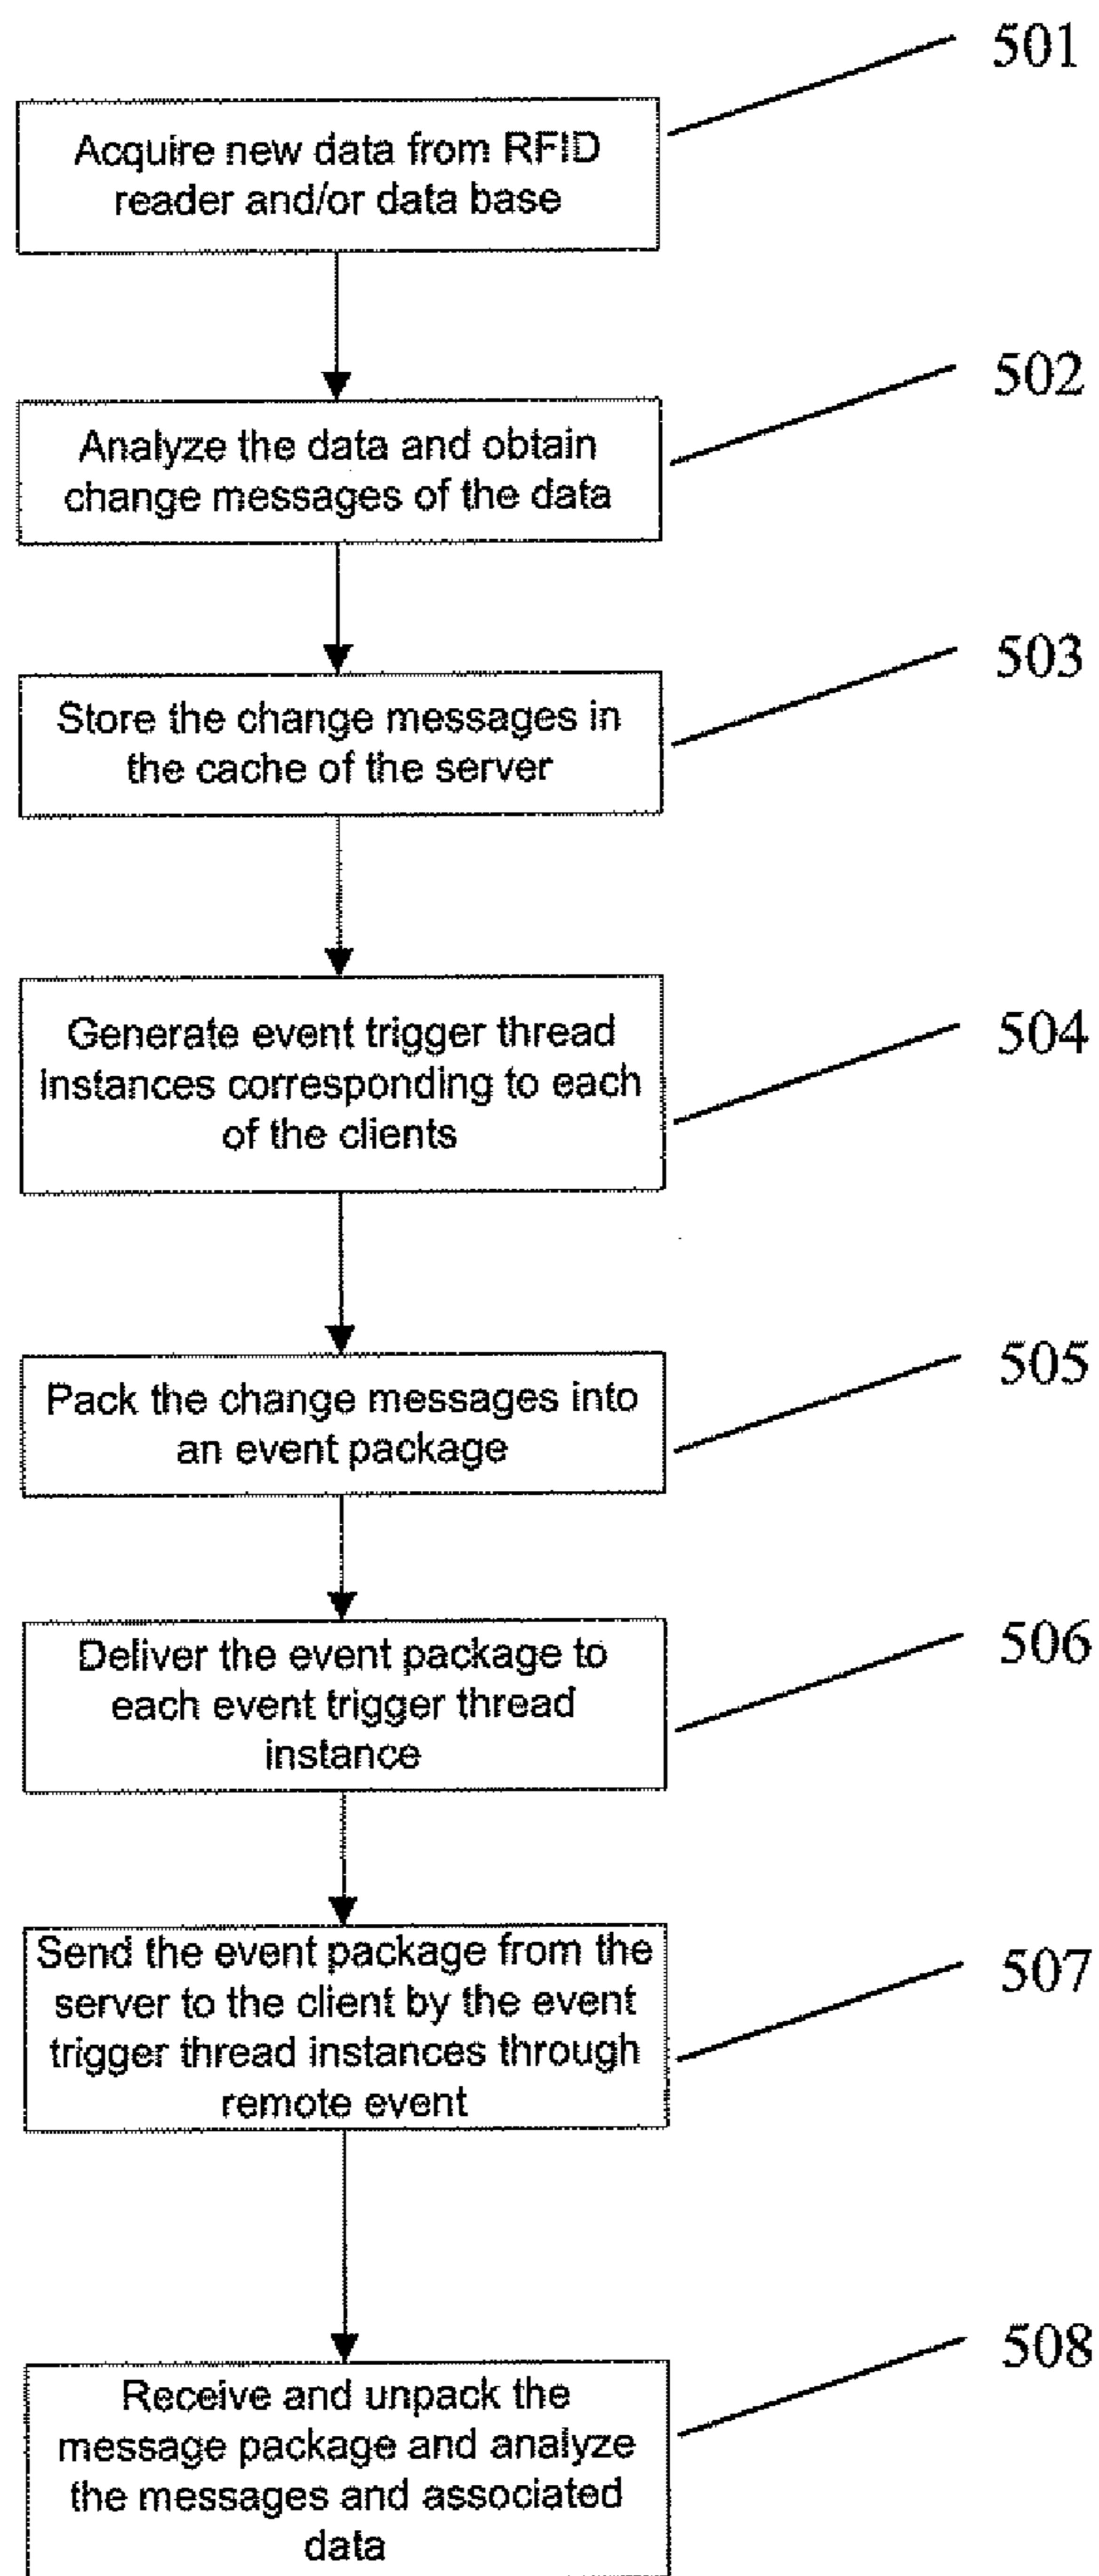 501
Acquire new data from RFID
reader and/or data base
502
Analyze the data and obtain
change messages of the data
503
Store the change messages in
the cache of the server
504
Generate event trigger thread
instances corresponding to each
of the clients
505
Pack the change messages into
an event package
506
Deliver the event package to
each event trigger thread
instance
507
Send the event package from the
server to the client by the event
trigger thread instances through
remote event
508
Receive and unpack the
message package and analyze
the messages and associated
data